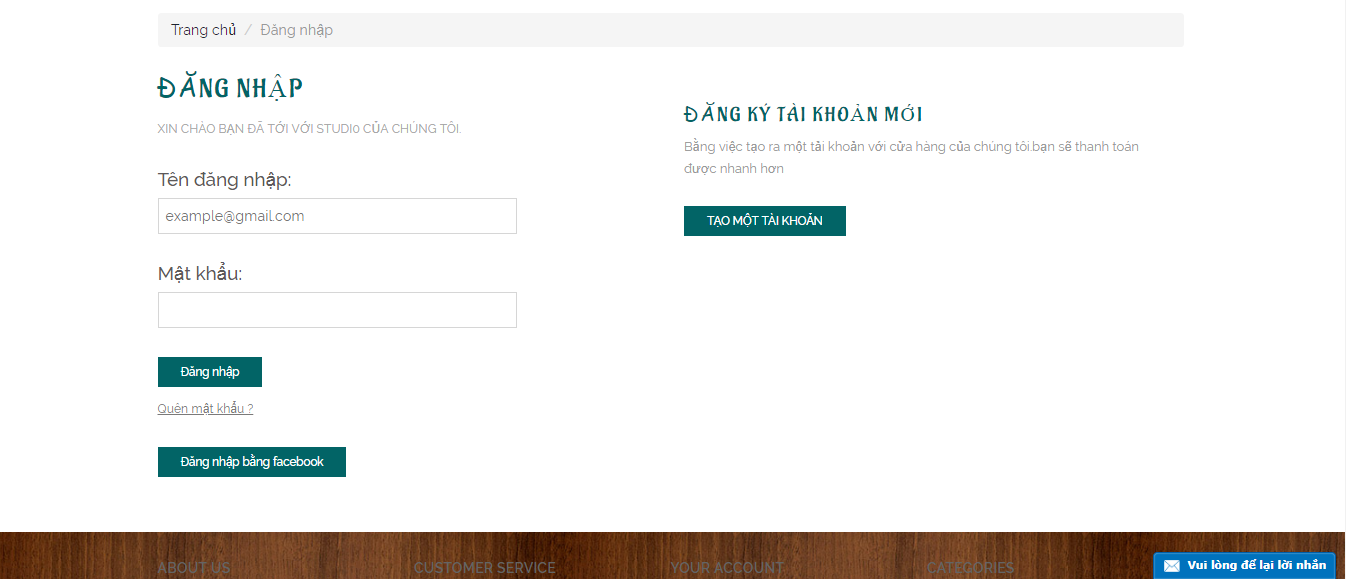 Trang chủ / Đăng nhập
ĐĂNG NHẬP
XIN CHÀO BẠN ĐÃ TỚI VỚI STUDIO CỦA CHÚNG TÔI.
Tên đăng nhập:
example@gmail.com
Mật khẩu:
Đăng nhập
Quên mật khẩu ?
Đăng nhập bằng facebook
ĐĂNG KÝ TÀI KHOẢN MỚI
Bằng việc tạo ra một tài khoản với cửa hàng của chúng tôi.bạn sẽ thanh toán
được nhanh hơn
TẠO MỘT TÀI KHOẢN
ABOUT US
CUSTOMER SERVICE
YOUR ACCOUNT
CATEGORIES
Vui lòng để lại lời nhắn